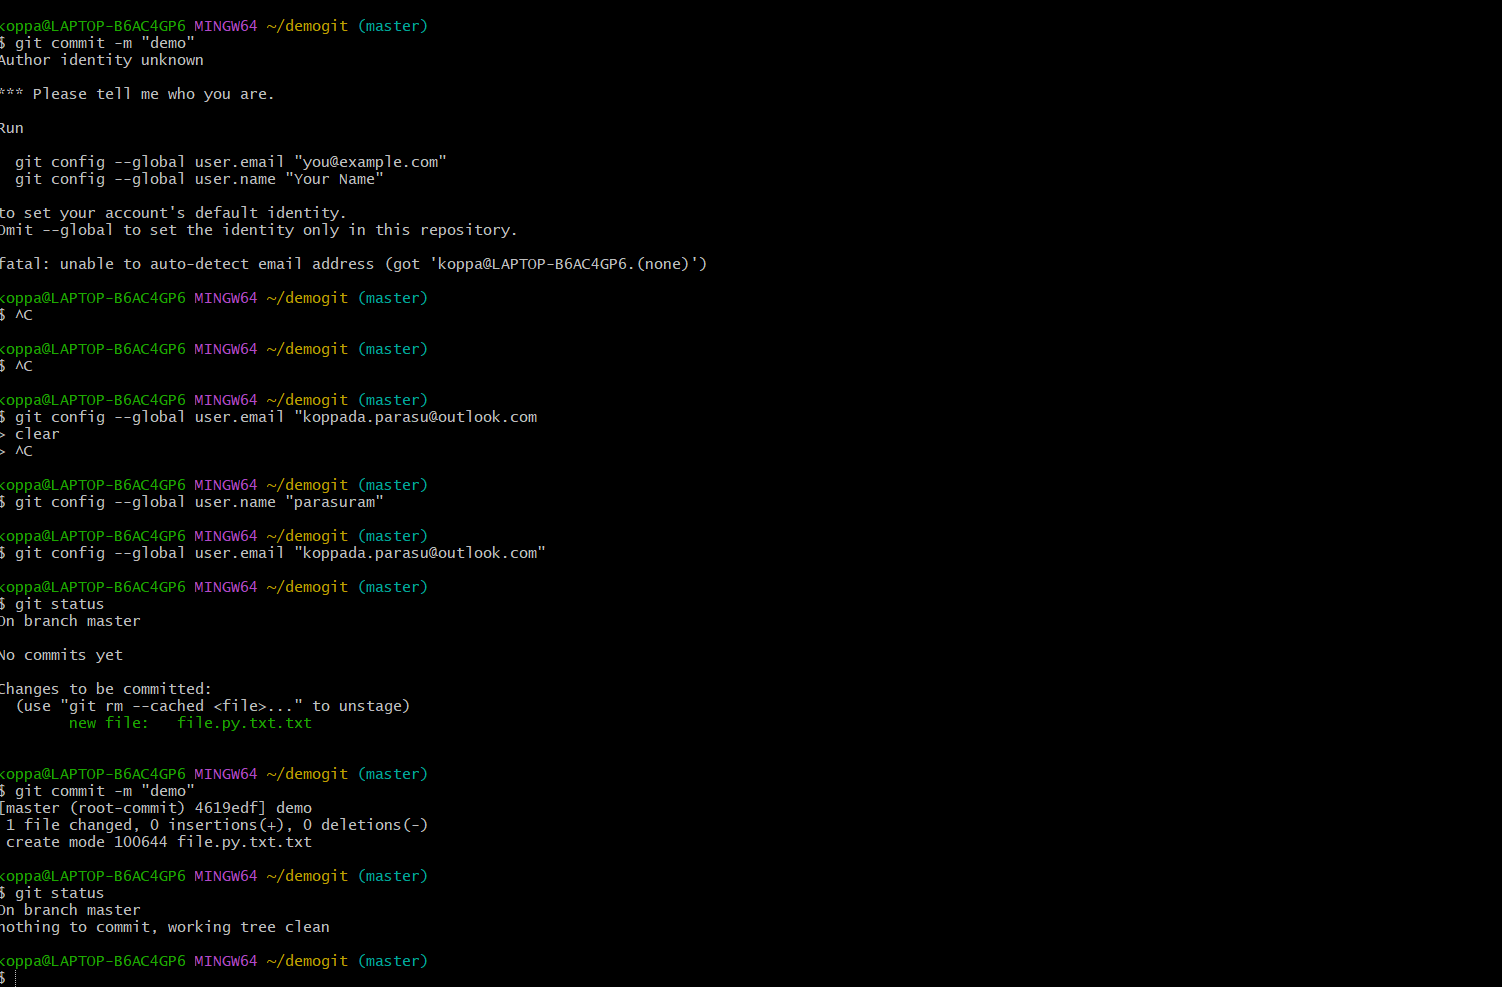 koppa@LAPTOP-B6AC4GP6 MINGW64 ~/demogit (master)
$ git commit -m "demo"
Author identity unknown
*** Please tell me who you are.
Run
git config --global user.email "you@example.com"
git config --global user.name "Your Name"
to set your account's default identity.
Omit --global to set the identity only in this repository.
fatal: unable to auto-detect email address (got 'koppa@LAPTOP-B6AC4GP6.(none)')
koppa@LAPTOP-B6AC4GP6 MINGW64 ~/demogit (master)
$ ^C
koppa@LAPTOP-B6AC4GP6 MINGW64 ~/demogit (master)
$ ^C
koppa@LAPTOP-B6AC4GP6 MINGW64 ~/demogit (master)
$ git config --global user.email "koppada.parasu@outlook.com
> clear
> ^C
koppa@LAPTOP-B6AC4GP6 MINGW64 ~/demogit (master)
$ git config --global user.name "parasuram"
koppa@LAPTOP-B6AC4GP6 MINGW64 ~/demogit (master)
$ git config --global user.email "koppada.parasu@outlook.com"
koppa@LAPTOP-B6AC4GP6 MINGW64 ~/demogit (master)
$ git status
On branch master
No commits yet
Changes to be committed:
(use "git rm --cached <file>..." to unstage)
new file:   file.py.txt.txt
koppa@LAPTOP-B6AC4GP6 MINGW64 ~/demogit (master)
$ git commit -m "demo"
[master (root-commit) 4619edf] demo
1 file changed, 0 insertions(+), 0 deletions(-)
create mode 100644 file.py.txt.txt
koppa@LAPTOP-B6AC4GP6 MINGW64 ~/demogit (master)
$ git status
On branch master
nothing to commit, working tree clean
koppa@LAPTOP-B6AC4GP6 MINGW64 ~/demogit (master)
$